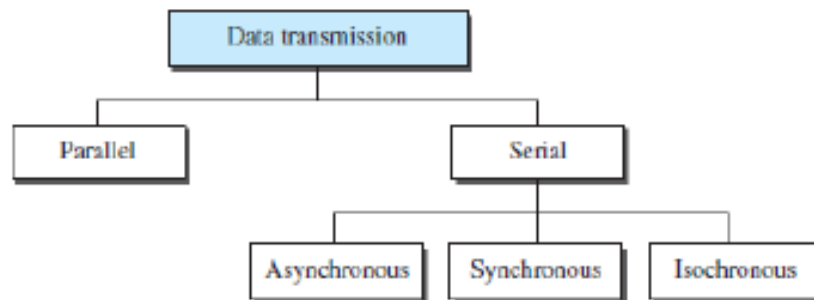 Data transmission
Parallel
Serial
Asynchronous
Synchronous
Isochronous